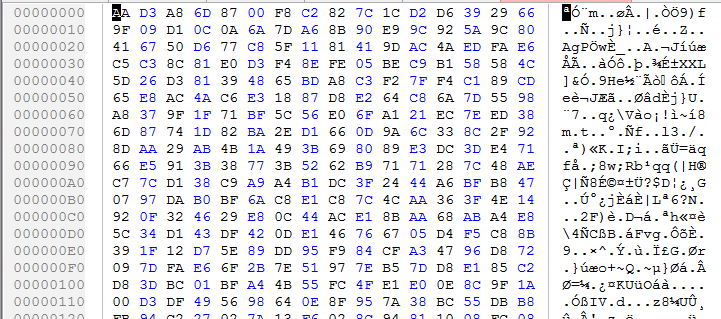 00000000 AA D3 A8 6D 87 00 F8 C2 82 7C 1C D2 D6 39 29 66 ªÓ¨m..øÂ.|.ÒÖ9)f
00000010 9F 09 D1 0C 0A 6A 7D A6 8B 90 E9 9C 92 5A 9C 80 ..Ñ..j}¦..é..Z..
00000020 41 67 50 D6 77 C8 5F 11 81 41 9D AC 4A ED FA E6 AgPÖwÈ_..A.¬Jíúæ
00000030 C5 C3 8C 81 E0 D3 F4 8E FE 05 BE C9 B1 58 58 4C ÅÃ..àÓô.þ.¾É±XXL
00000040 5D 26 D3 81 39 48 65 BD A8 C3 F2 7F F4 C1 89 CD ]&Ó.9He½¨Ãò.ôÁ.Í
00000050 65 E8 AC 4A C6 E3 18 87 D8 E2 64 C8 6A 7D 55 98 eè¬JÆã..ØâdÈj}U.
00000060 A8 37 9F 1F 71 BF 5C 56 E0 6F A1 21 EC 7E ED 38 ¨7..q¿\Vào¡!ì~í8
00000070 6D 87 74 1D 82 BA 2E D1 66 0D 9A 6C 33 8C 2F 92 m.t..º.Ñf..l3./.
00000080 8D AA 29 AB 4B 1A 49 3B 69 80 89 E3 DC 3D E4 71 .ª)«K.I;i..ãÜ=äq
00000090 66 E5 91 3B 38 77 3B 52 62 B9 71 71 28 7C 48 AE få.;8w;Rb¹qq(|H®
000000A0 C7 7C D1 38 C9 A9 A4 B1 DC 3F 24 44 A6 BF B8 47 Ç|Ñ8É©¤±Ü?$D¦¿¸G
000000B0 07 97 DA B0 BF 6A C8 E1 C8 7C 4C AA 36 3F 4E 14 ..Ú°¿jÈáÈ|Lª6?N.
000000C0 92 0F 32 46 29 E8 0C 44 AC E1 8B AA 68 AB A4 E8 ..2F)è.D¬á.ªh«¤è
000000D0 5C 34 D1 43 DF 42 0D E1 46 76 67 05 D4 F5 C8 8B \4ÑCßB.áFvg.ÔõÈ.
000000E0 39 1F 12 D7 5E 89 DD 95 F9 84 CF A3 47 96 D8 72 9..×^.Ý.ù.Ï£G.Ør
000000F0 09 7D FA E6 6F 2B 7E 51 97 7E B5 7D D8 E1 85 C2 .}úæo+~Q.~µ}Øá.Â
00000100 D8 3D BC 01 BF A4 4B 55 FC 4F E1 E0 0E 8C 9F 1A Ø=¼.¿¤KUüOáà....
00000110 00 D3 DF 49 56 98 64 0E 8F 95 7A 38 BC 55 DB B8 .ÓßIV.d...z8¼UÛ¸